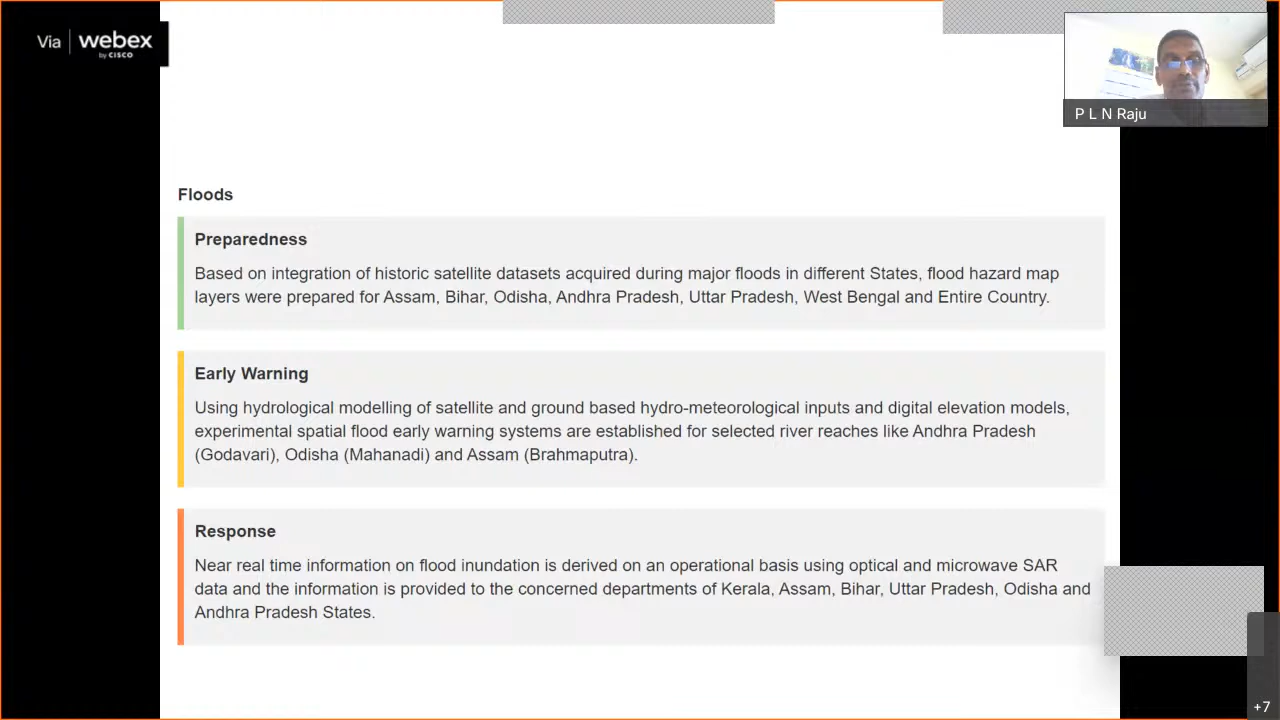 Via webex
by CISCO
P L N Raju
Floods
Preparedness
Based on integration of historic satellite datasets acquired during major floods in different States, flood hazard map
layers were prepared for Assam, Bihar, Odisha, Andhra Pradesh, Uttar Pradesh, West Bengal and Entire Country.
Early Warning
Using hydrological modelling of satellite and ground based hydro-meteorological inputs and digital elevation models,
experimental spatial flood early warning systems are established for selected river reaches like Andhra Pradesh
(Godavari), Odisha (Mahanadi) and Assam (Brahmaputra).
Response
Near real time information on flood inundation is derived on an operational basis using optical and microwave SAR
data and the information is provided to the concerned departments of Kerala, Assam, Bihar, Uttar Pradesh, Odisha and
Andhra Pradesh States.
+7